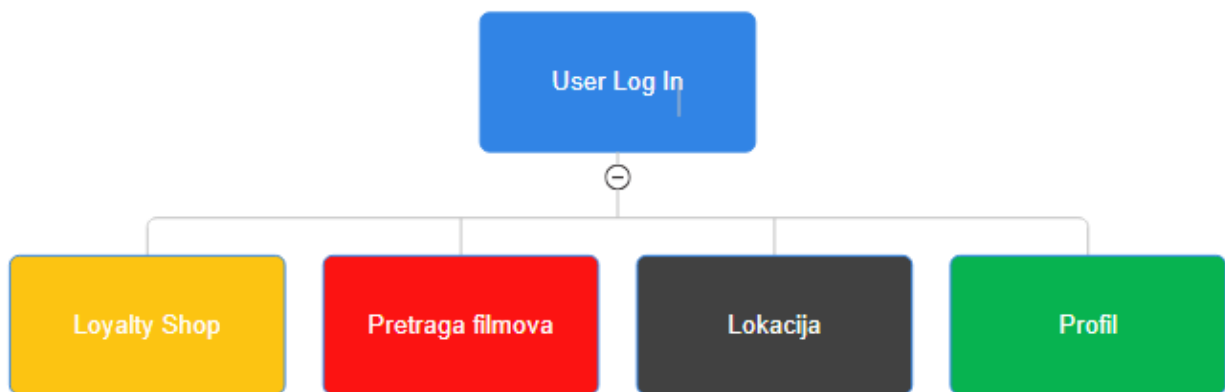 User Log In
Loyalty Shop
Pretraga filmova
Lokacija
Profil